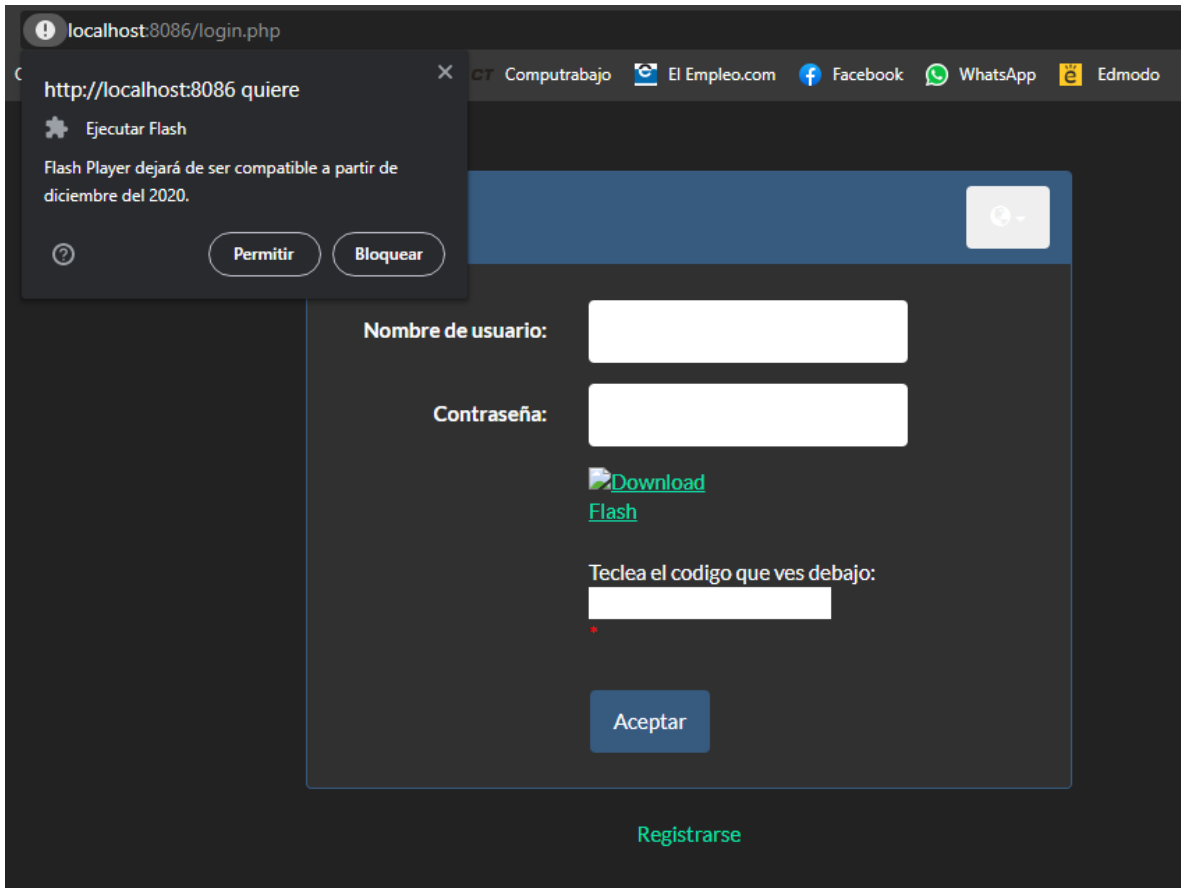 localhost:8086/login.php
CT Computrabajo El Empleo.com Facebook WhatsApp Edmodo
http://localhost:8086 quiere
Ejecutar Flash
Flash Player dejará de ser compatible a partir de
diciembre del 2020.
Permitir Bloquear
Nombre de usuario:
Contraseña:
Download
Flash
Teclea el codigo que ves debajo:
*
Aceptar
Registrarse